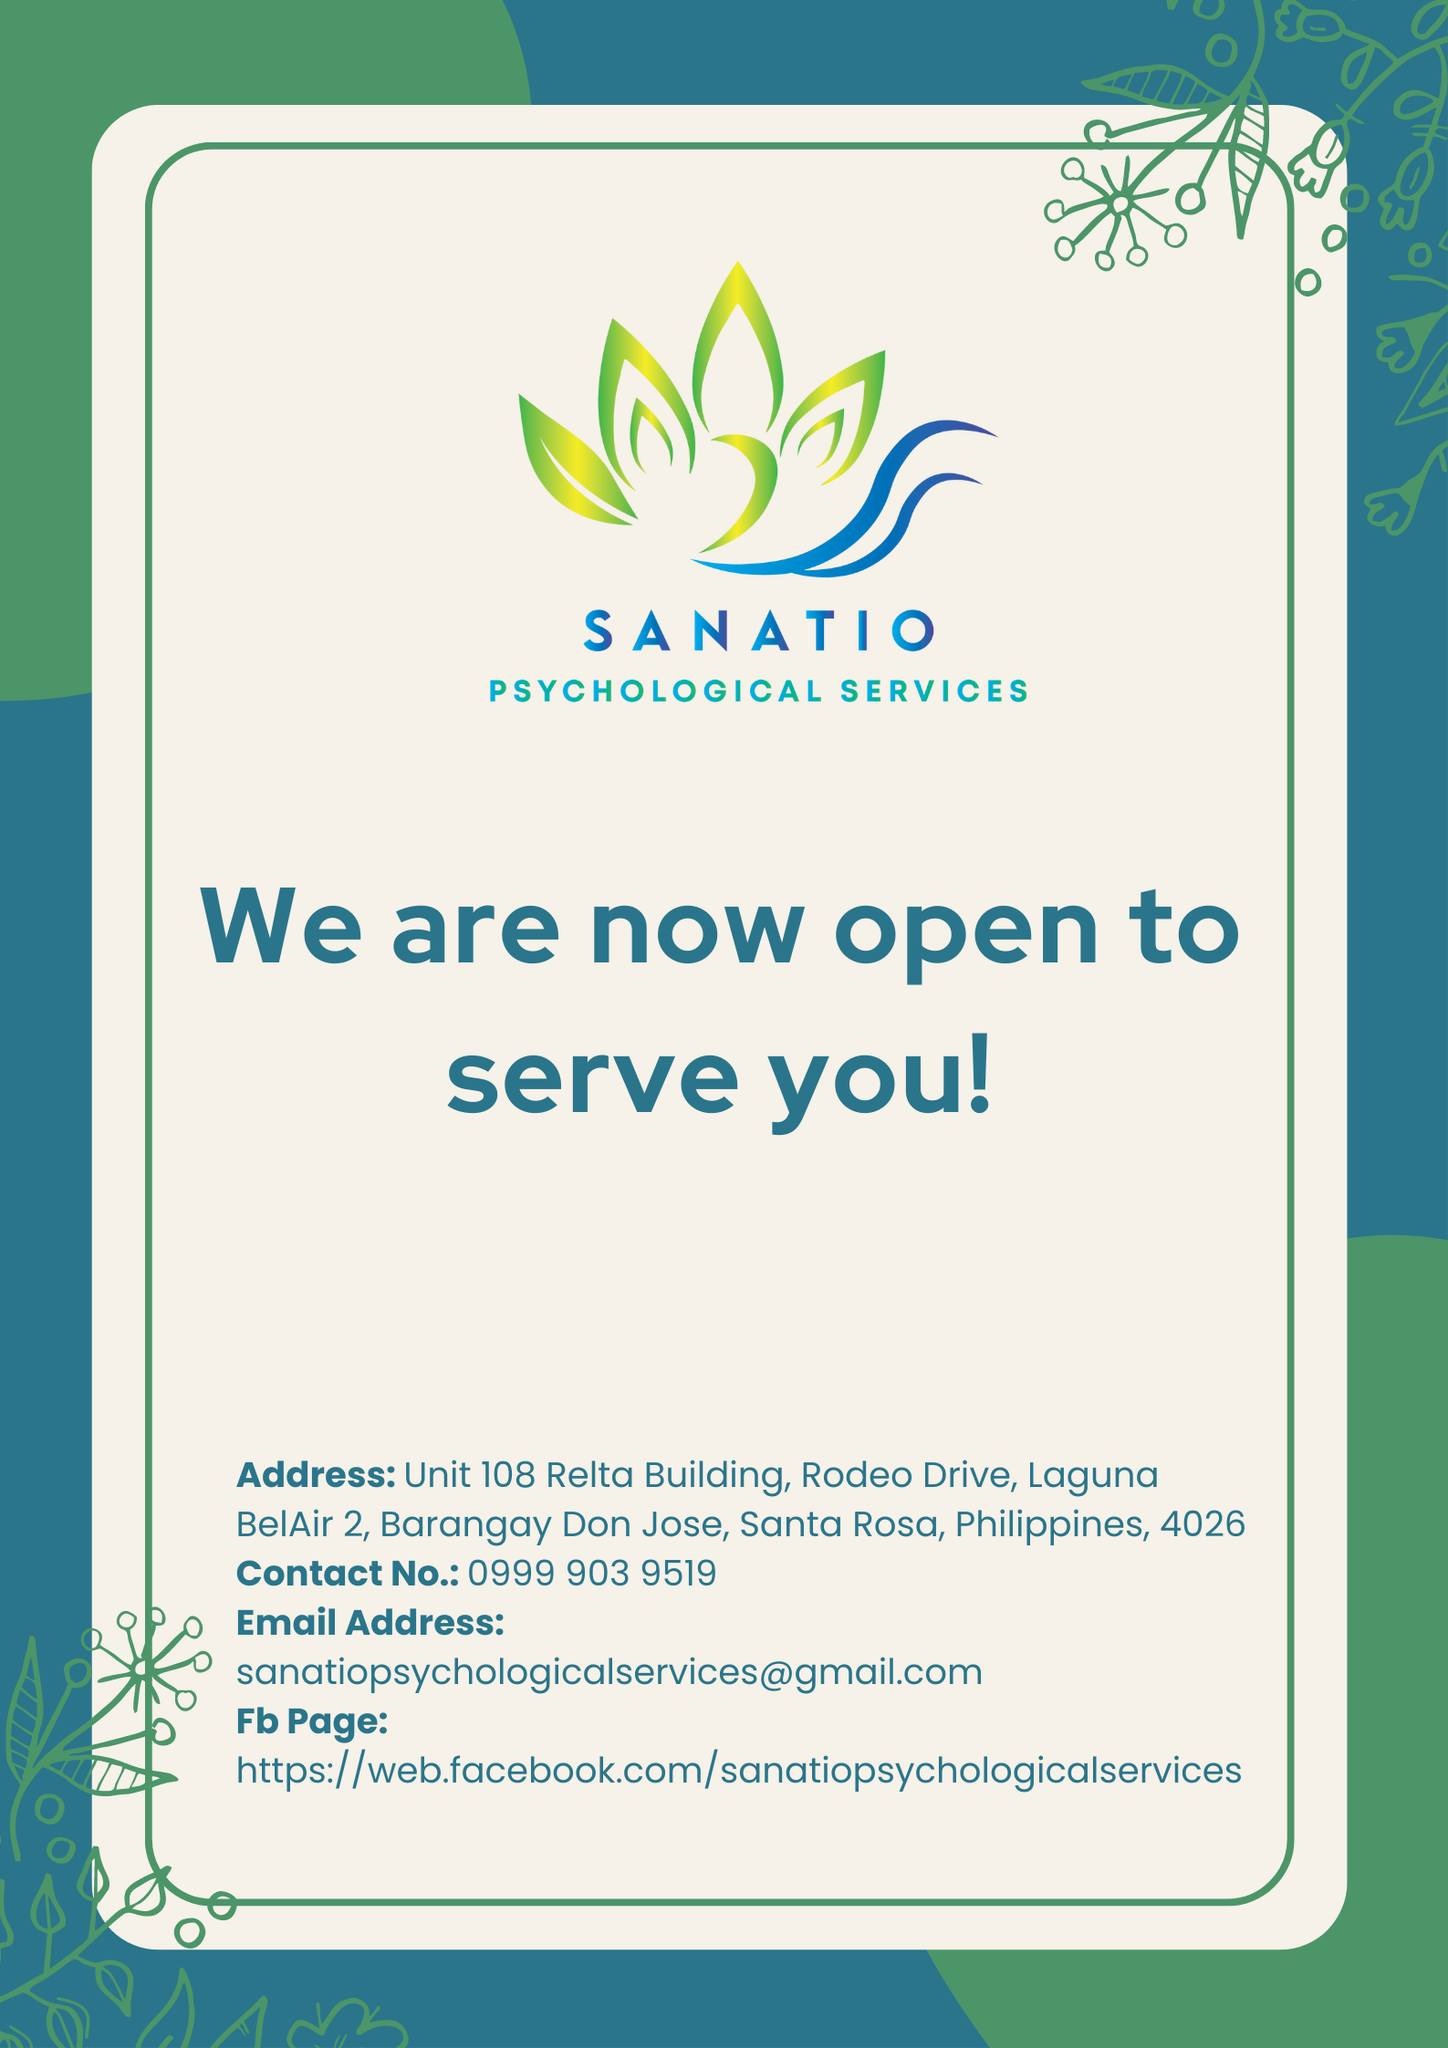 SANATIO
PSYCHOLOGICAL SERVICES
We are now open to
serve you!
Address: Unit 108 Relta Building, Rodeo Drive, Laguna
BelAir 2, Barangay Don Jose, Santa Rosa, Philippines, 4026
Contact No.: 0999 903 9519
Email Address:
sanatiopsychologicalservices@gmail.com
Fb Page:
https://web.facebook.com/sanatiopsychologicalservices